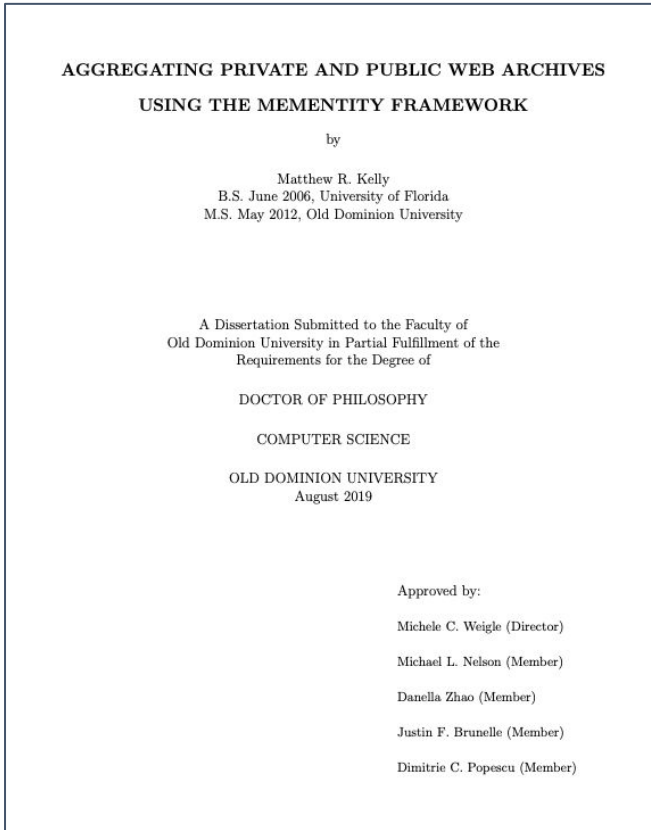 AGGREGATING PRIVATE AND PUBLIC WEB ARCHIVES
USING THE MEMENTITY FRAMEWORK
by
Matthew R. Kelly
B.S. June 2006, University of Florida
M.S. May 2012, Old Dominion University
A Dissertation Submitted to the Faculty of
Old Dominion University in Partial Fulfillment of the
Requirements for the Degree of
DOCTOR OF PHILOSOPHY
COMPUTER SCIENCE
OLD DOMINION UNIVERSITY
August 2019
Approved by:
Michele C. Weigle (Director)
Michael L. Nelson (Member)
Danella Zhao (Member)
Justin F. Brunelle (Member)
Dimitrie C. Popescu (Member)